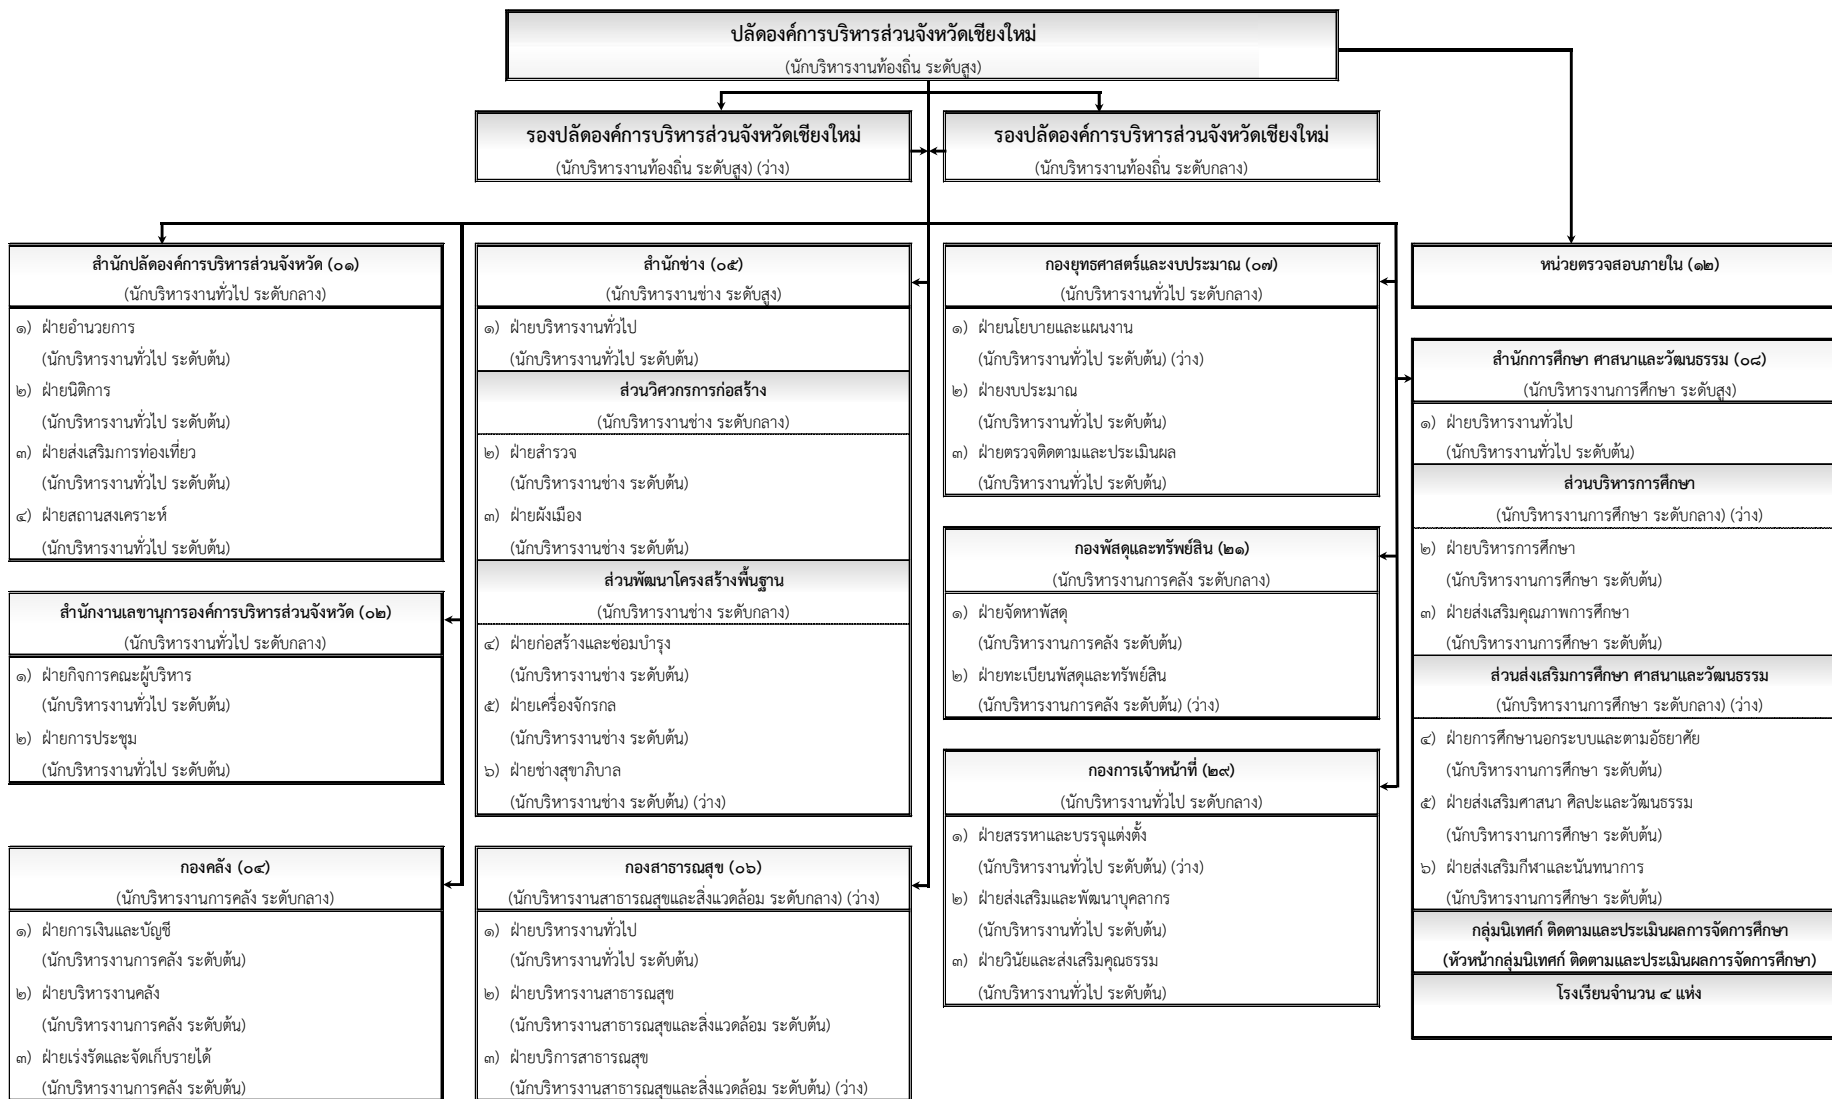 ปลัดองค์การบริหารส่วนจังหวัดเชียงใหม่
(นักบริหารงานท้องถิ่น ระดับสูง)
รองปลัดองค์การบริหารส่วนจังหวัดเชียงใหม่
(นักบริหารงานท้องถิ่น ระดับสูง) (ว่าง)
รองปลัดองค์การบริหารส่วนจังหวัดเชียงใหม่
(นักบริหารงานท้องถิ่น ระดับกลาง)
สำนักปลัดองค์การบริหารส่วนจังหวัด (๐๑)
(นักบริหารงานทั่วไป ระดับกลาง)
๑) ฝ่ายอำนวยการ
(นักบริหารงานทั่วไป ระดับต้น)
๒) ฝ่ายนิติการ
(นักบริหารงานทั่วไป ระดับต้น)
๓) ฝ่ายส่งเสริมการท่องเที่ยว
(นักบริหารงานทั่วไป ระดับต้น)
๔) ฝ่ายสถานสงเคราะห์
(นักบริหารงานทั่วไป ระดับต้น)
สำนักงานเลขานุการองค์การบริหารส่วนจังหวัด (๐๒)
(นักบริหารงานทั่วไป ระดับกลาง)
๑) ฝ่ายกิจการคณะผู้บริหาร
(นักบริหารงานทั่วไป ระดับต้น)
๒) ฝ่ายการประชุม
(นักบริหารงานทั่วไป ระดับต้น)
กองคลัง (๐๔)
(นักบริหารงานการคลัง ระดับกลาง)
๑) ฝ่ายการเงินและบัญชี
(นักบริหารงานการคลัง ระดับต้น)
๒) ฝ่ายบริหารงานคลัง
(นักบริหารงานการคลัง ระดับต้น)
๓) ฝ่ายเร่งรัดและจัดเก็บรายได้
(นักบริหารงานการคลัง ระดับต้น)
สำนักช่าง (๐๕)
(นักบริหารงานช่าง ระดับสูง)
๑) ฝ่ายบริหารงานทั่วไป
(นักบริหารงานทั่วไป ระดับต้น)
ส่วนวิศวกรการก่อสร้าง
(นักบริหารงานช่าง ระดับกลาง)
๒) ฝ่ายสำรวจ
(นักบริหารงานช่าง ระดับต้น)
๓) ฝ่ายผังเมือง
(นักบริหารงานช่าง ระดับต้น)
ส่วนพัฒนาโครงสร้างพื้นฐาน
(นักบริหารงานช่าง ระดับกลาง)
๔) ฝ่ายก่อสร้างและซ่อมบำรุง
(นักบริหารงานช่าง ระดับต้น)
๕) ฝ่ายเครื่องจักรกล
(นักบริหารงานช่าง ระดับต้น)
๖) ฝ่ายช่างสุขาภิบาล
(นักบริหารงานช่าง ระดับต้น) (ว่าง)
กองสาธารณสุข (๐๖)
(นักบริหารงานสาธารณสุขและสิ่งแวดล้อม ระดับกลาง) (ว่าง)
๑) ฝ่ายบริหารงานทั่วไป
(นักบริหารงานทั่วไป ระดับต้น)
๒) ฝ่ายบริหารงานสาธารณสุข
(นักบริหารงานสาธารณสุขและสิ่งแวดล้อม ระดับต้น)
๓) ฝ่ายบริการสาธารณสุข
(นักบริหารงานสาธารณสุขและสิ่งแวดล้อม ระดับต้น) (ว่าง)
กองยุทธศาสตร์และงบประมาณ (๐๗)
(นักบริหารงานทั่วไป ระดับกลาง)
๑) ฝ่ายนโยบายและแผนงาน
(นักบริหารงานทั่วไป ระดับต้น) (ว่าง)
๒) ฝ่ายงบประมาณ
(นักบริหารงานทั่วไป ระดับต้น)
๓) ฝ่ายตรวจติดตามและประเมินผล
(นักบริหารงานทั่วไป ระดับต้น)
กองพัสดุและทรัพย์สิน (๒๑)
(นักบริหารงานการคลัง ระดับกลาง)
๑) ฝ่ายจัดหาพัสดุ
(นักบริหารงานการคลัง ระดับต้น)
๒) ฝ่ายทะเบียนพัสดุและทรัพย์สิน
(นักบริหารงานการคลัง ระดับต้น) (ว่าง)
กองการเจ้าหน้าที่ (๒๙)
(นักบริหารงานทั่วไป ระดับกลาง)
๑) ฝ่ายสรรหาและบรรจุแต่งตั้ง
(นักบริหารงานทั่วไป ระดับต้น) (ว่าง)
๒) ฝ่ายส่งเสริมและพัฒนาบุคลากร
(นักบริหารงานทั่วไป ระดับต้น)
๓) ฝ่ายวินัยและส่งเสริมคุณธรรม
(นักบริหารงานทั่วไป ระดับต้น)
หน่วยตรวจสอบภายใน (๑๒)
สำนักการศึกษา ศาสนาและวัฒนธรรม (๐๘)
(นักบริหารงานการศึกษา ระดับสูง)
๑) ฝ่ายบริหารงานทั่วไป
(นักบริหารงานทั่วไป ระดับต้น)
ส่วนบริหารการศึกษา
(นักบริหารงานการศึกษา ระดับกลาง) (ว่าง)
๒) ฝ่ายบริหารการศึกษา
(นักบริหารงานการศึกษา ระดับต้น)
๓) ฝ่ายส่งเสริมคุณภาพการศึกษา
(นักบริหารงานการศึกษา ระดับต้น)
ส่วนส่งเสริมการศึกษา ศาสนาและวัฒนธรรม
(นักบริหารงานการศึกษา ระดับกลาง) (ว่าง)
๔) ฝ่ายการศึกษานอกระบบและตามอัธยาศัย
(นักบริหารงานการศึกษา ระดับต้น)
๕) ฝ่ายส่งเสริมศาสนา ศิลปะและวัฒนธรรม
(นักบริหารงานการศึกษา ระดับต้น)
๖) ฝ่ายส่งเสริมกีฬาและนันทนาการ
(นักบริหารงานการศึกษา ระดับต้น)
กลุ่มนิเทศก์ ติดตามและประเมินผลการจัดการศึกษา
(หัวหน้ากลุ่มนิเทศก์ ติดตามและประเมินผลการจัดการศึกษา)
โรงเรียนจำนวน ๔ แห่ง